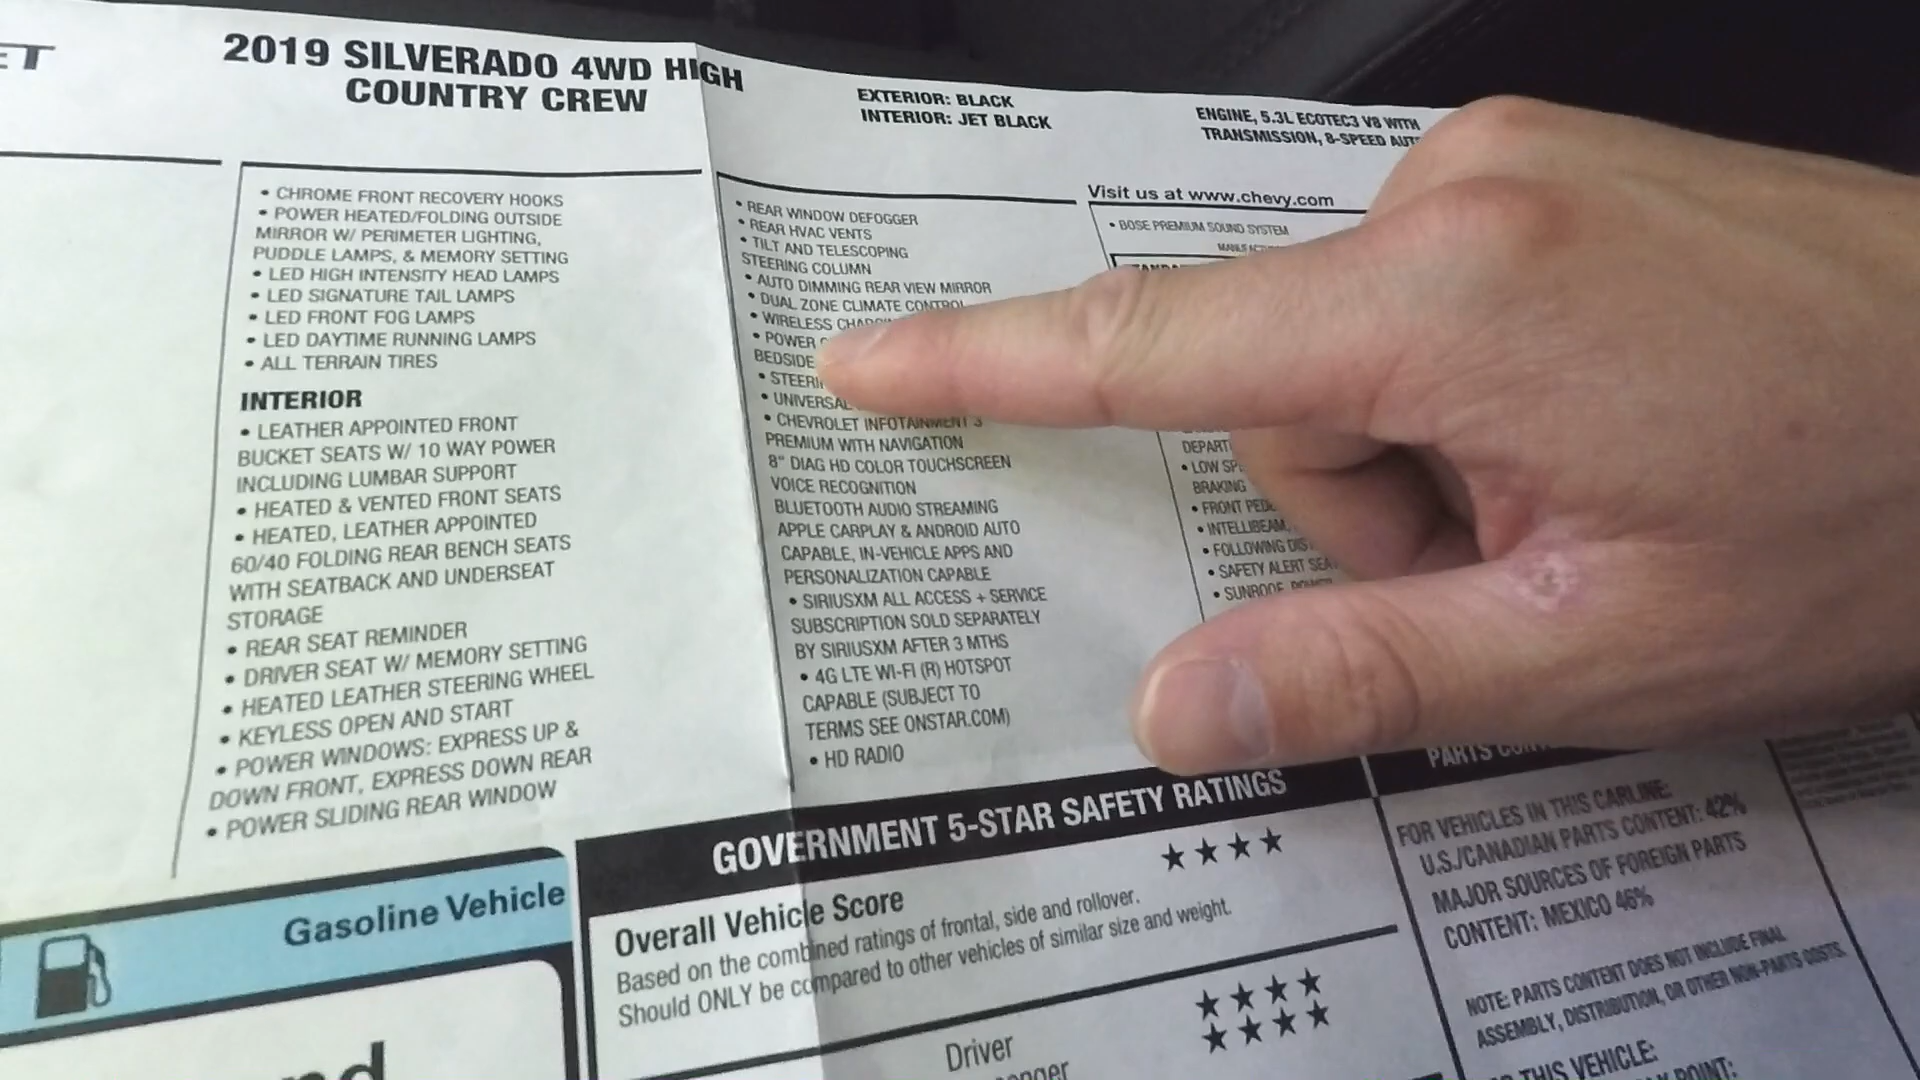 2019 SILVERADO 4WD HIGH
COUNTRY CREW
EXTERIOR: BLACK
INTERIOR: JET BLACK
ENGINE, 5.3L ECOTEC3 V8 WITH
TRANSMISSION, 8-SPEED
• CHROME FRONT RECOVERY HOOKS
• POWER HEATED/FOLDING OUTSIDE
MIRROR W/ PERIMETER LIGHTING,
PUDDLE LAMPS, & MEMORY SETTING
• LED HIGH INTENSITY HEAD LAMPS
• LED SIGNATURE TAIL LAMPS
• LED FRONT FOG LAMPS
• LED DAYTIME RUNNING LAMPS
• ALL TERRAIN TIRES
INTERIOR
• LEATHER APPOINTED FRONT
BUCKET SEATS W/ 10 WAY POWER
INCLUDING LUMBAR SUPPORT
• HEATED & VENTED FRONT SEATS
• HEATED, LEATHER APPOINTED
60/40 FOLDING REAR BENCH SEATS
WITH SEATBACK AND UNDERSEAT
STORAGE
• REAR SEAT REMINDER
• DRIVER SEAT W/ MEMORY SETTING
• HEATED LEATHER STEERING WHEEL
• KEYLESS OPEN AND START
• POWER WINDOWS: EXPRESS UP &
DOWN FRONT, EXPRESS DOWN REAR
• POWER SLIDING REAR WINDOW
• REAR WINDOW DEFOGGER
• REAR HVAC VENTS
• TILT AND TELESCOPING
STEERING COLUMN
• AUTO DIMMING REAR VIEW MIRROR
• DUAL ZONE CLIMATE CONTROL
• WIRELESS
• POWER
BEDSIDE
•
• UNIVERSAL
• CHEVROLET INFOTAINMENT 3
PREMIUM WITH NAVIGATION
8" DIAG HD COLOR TOUCHSCREEN
VOICE RECOGNITION
BLUETOOTH AUDIO STREAMING
APPLE CARPLAY & ANDROID AUTO
CAPABLE, IN-VEHICLE APPS AND
PERSONALIZATION CAPABLE
• SIRIUSXM ALL ACCESS + SERVICE
SUBSCRIPTION SOLD SEPARATELY
BY SIRIUSXM AFTER 3 MTHS
• 4G LTE WI-FI (R) HOTSPOT
CAPABLE (SUBJECT TO
TERMS SEE ONSTAR.COM)
• HD RADIO
Visit us at www.chevy.com
• BOSE PREMIUM SOUND SYSTEM
• LOW
BRAKING
• FRONT
• INTELLIBEAM,
• FOLLOWING
• SAFETY ALERT
• SUNROOF,
Gasoline Vehicle
GOVERNMENT 5-STAR SAFETY RATINGS
Overall Vehicle Score ★★★★
Based on the combined ratings of frontal, side and rollover.
Should ONLY be compared to other vehicles of similar size and weight.
Driver ★★★★
★★★★
PARTS
FOR VEHICLES IN THIS CARLINE:
U.S./CANADIAN PARTS CONTENT: 42%
MAJOR SOURCES OF FOREIGN PARTS
CONTENT: MEXICO 46%
NOTE: PARTS CONTENT DOES NOT INCLUDE FINAL
ASSEMBLY, DISTRIBUTION, OR OTHER NON-PARTS COSTS.
THIS VEHICLE:
POINT: